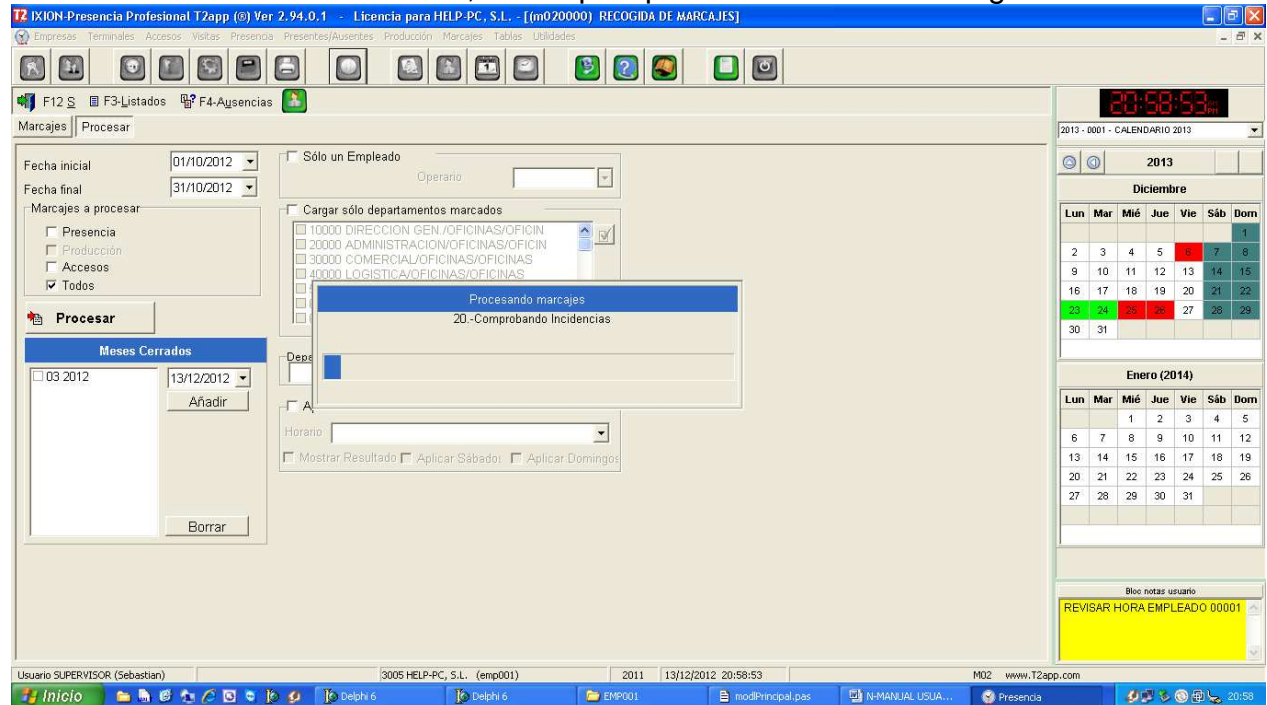 IXION-Presencia Profesional T2app (®) Ver 2.94.0.1 - Licencia para HELP-PC, S.L. - [(m020000) RECOGIDA DE MARCAJES]
Empresas Terminales Accesos Visitas Presencia Presentes/Ausentes Producción Marcajes Tablas Utilidades
F12 S F3-Listados F4-Ausencias
20:58:53
Marcajes Procesar
2013 - 0001 - CALENDARIO 2013
Fecha inicial 01/10/2012
Fecha final 31/10/2012
Marcajes a procesar
Presencia
Producción
Accesos
Todos
Procesar
Meses Cerrados
03 2012 13/12/2012
Añadir
Borrar
Sólo un Empleado
Operario
Cargar sólo departamentos marcados
10000 DIRECCION GEN./OFICINAS/OFICIN
20000 ADMINISTRACION/OFICINAS/OFICIN
30000 COMERCIAL/OFICINAS/OFICINAS
40000 LOGISTICA/OFICINAS/OFICINAS
Procesando marcajes
20.-Comprobando Incidencias
Depa
A
Horario
Mostrar Resultado Aplicar Sábados Aplicar Domingos
2013
Diciembre
Lun Mar Mié Jue Vie Sáb Dom
1
2 3 4 5 6 7 8
9 10 11 12 13 14 15
16 17 18 19 20 21 22
23 24 25 26 27 28 29
30 31
Enero (2014)
Lun Mar Mié Jue Vie Sáb Dom
1 2 3 4 5
6 7 8 9 10 11 12
13 14 15 16 17 18 19
20 21 22 23 24 25 26
27 28 29 30 31
Bloc notas usuario
REVISAR HORA EMPLEADO 00001
Usuario SUPERVISOR (Sebastian) 3005 HELP-PC, S.L. (emp001) 2011 13/12/2012 20:58:53 M02 www.T2app.com
Inicio Delphi 6 Delphi 6 EMP001 modlPrincipal.pas N-MANUAL USUA... Presencia 20:58